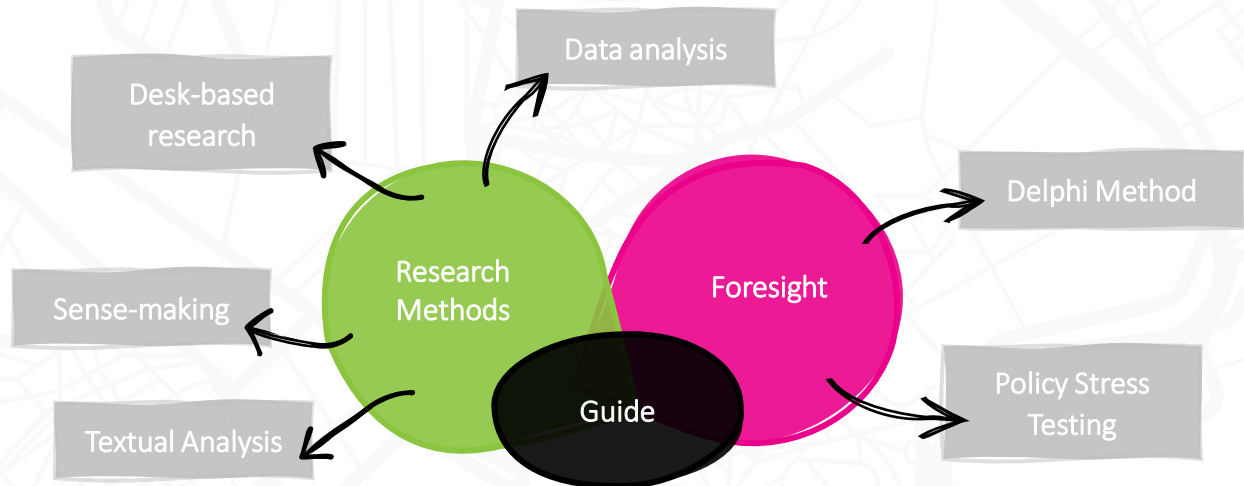 Data analysis
Desk-based
research
Delphi Method
Research
Methods
Foresight
Sense-making
Policy Stress
Testing
Guide
Textual Analysis